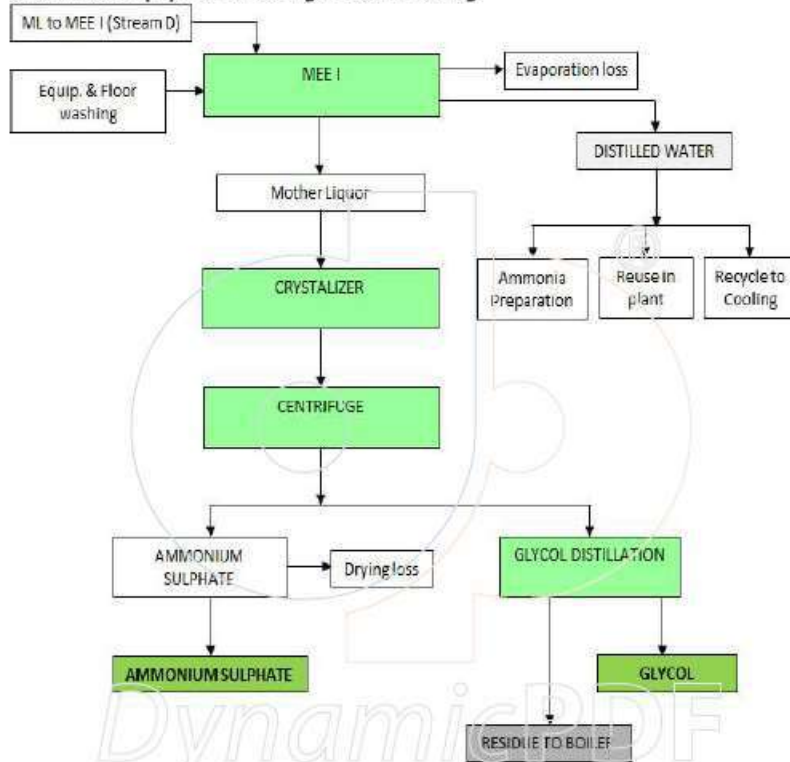 ML to MEE I (Stream D)
MEE I
Evaporation loss
Equip. & Floor
washing
DISTILLED WATER
Mother Liquor
Ammonia
Preparation
Reuse in
plant
Recycle to
Cooling
CRYSTALIZER
CENTRIFUGE
AMMONIUM
SULPHATE
Drying loss
GLYCOL DISTILLATION
AMMONIUM SULPHATE
GLYCOL
RESIDUE TO BOILER
DynamicPDF
®